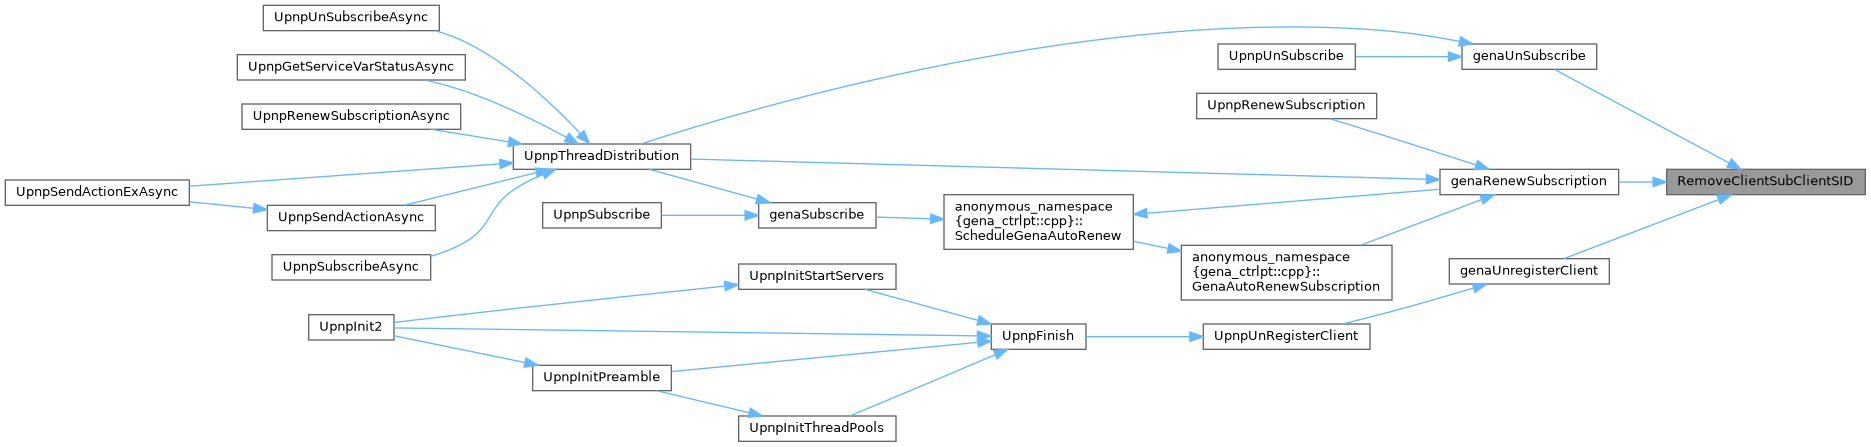 UpnpUnSubscribeAsync
UpnpGetServiceVarStatusAsync
UpnpRenewSubscriptionAsync
UpnpSendActionExAsync
UpnpSendActionAsync
UpnpSubscribeAsync
UpnpThreadDistribution
UpnpSubscribe
genaSubscribe
anonymous_namespace
{gena_ctrlpt::cpp}::
ScheduleGenaAutoRenew
UpnpUnSubscribe
genaUnSubscribe
UpnpRenewSubscription
genaRenewSubscription
RemoveClientSubClientSID
anonymous_namespace
{gena_ctrlpt::cpp}::
GenaAutoRenewSubscription
genaUnregisterClient
UpnpInitStartServers
UpnpInit2
UpnpFinish
UpnpUnRegisterClient
UpnpInitPreamble
UpnpInitThreadPools